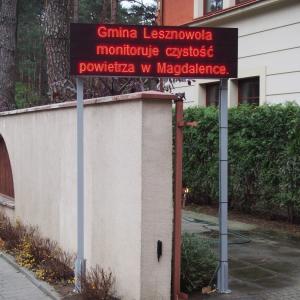 Gmina Lesznowola
monitoruje czystość
powietrza w Magdalence.